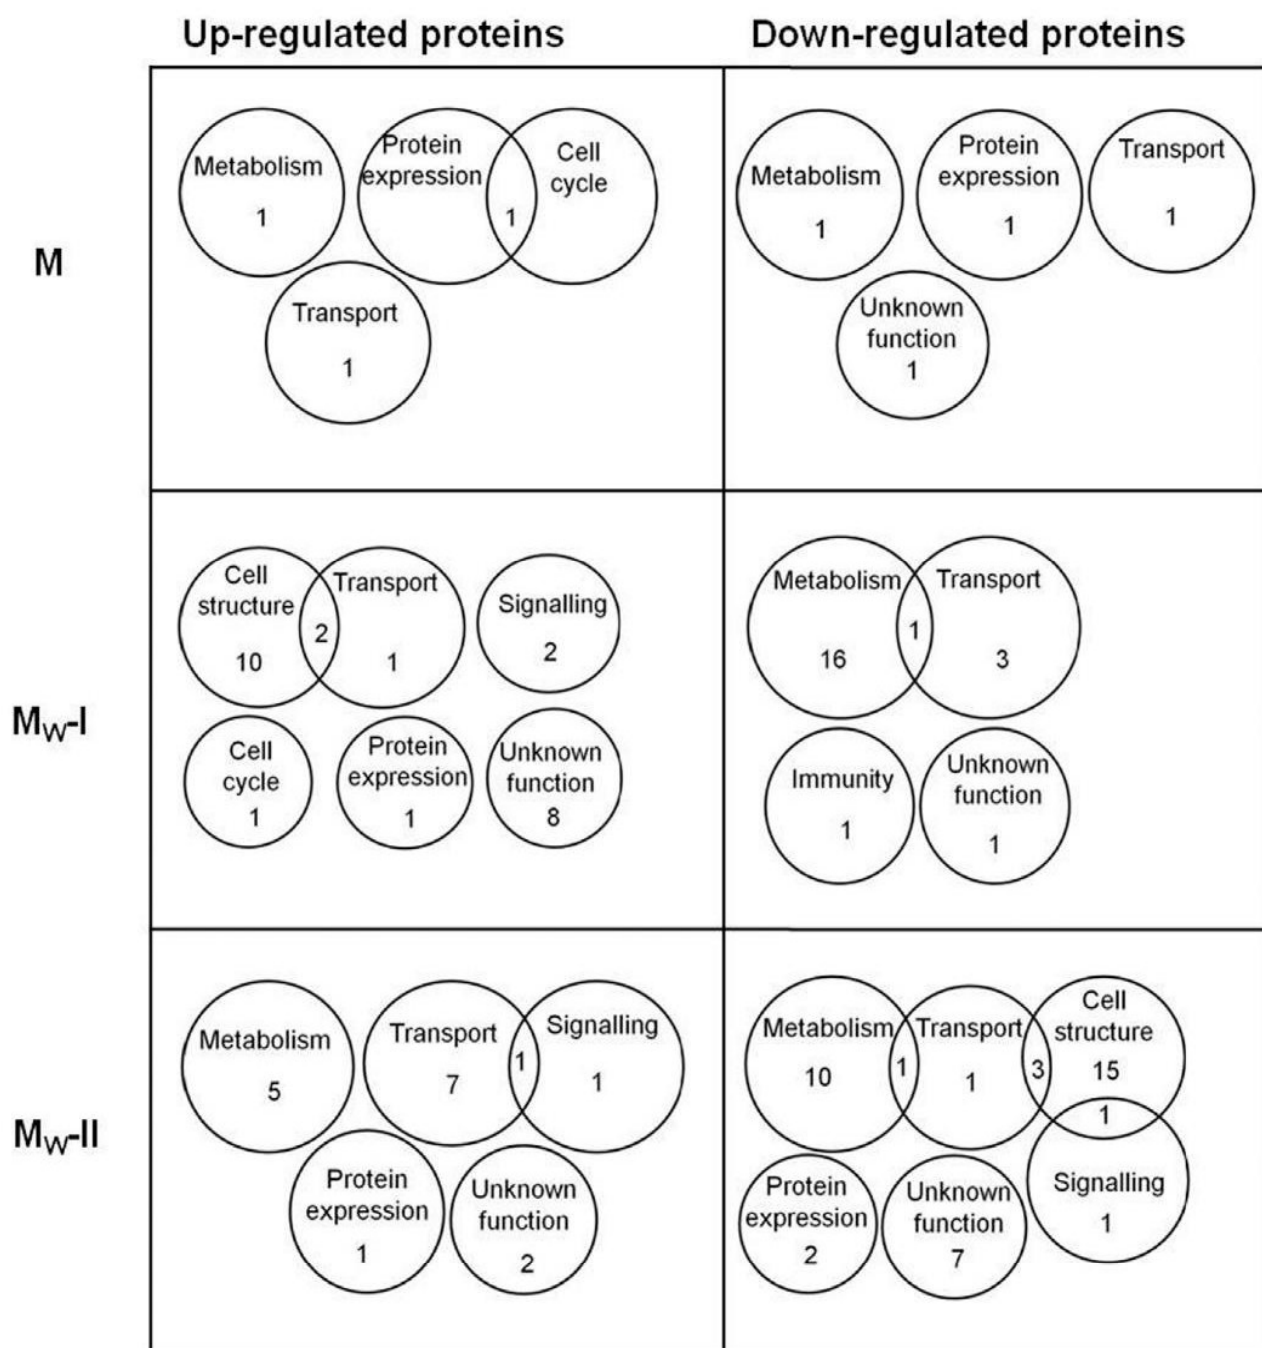 Up-regulated proteins
Down-regulated proteins
M
Metabolism
1
Protein
expression
1
Cell
cycle
Transport
1
Metabolism
1
Protein
expression
1
Transport
1
Unknown
function
1
Mw-I
Cell
structure
10
2
Transport
1
Signalling
2
Cell
cycle
1
Protein
expression
1
Unknown
function
8
Metabolism
16
1
Transport
3
Immunity
1
Unknown
function
1
Mw-II
Metabolism
5
Transport
7
1
Signalling
1
Protein
expression
1
Unknown
function
2
Metabolism
10
1
Transport
1
3
Cell
structure
15
1
Signalling
1
Protein
expression
2
Unknown
function
7